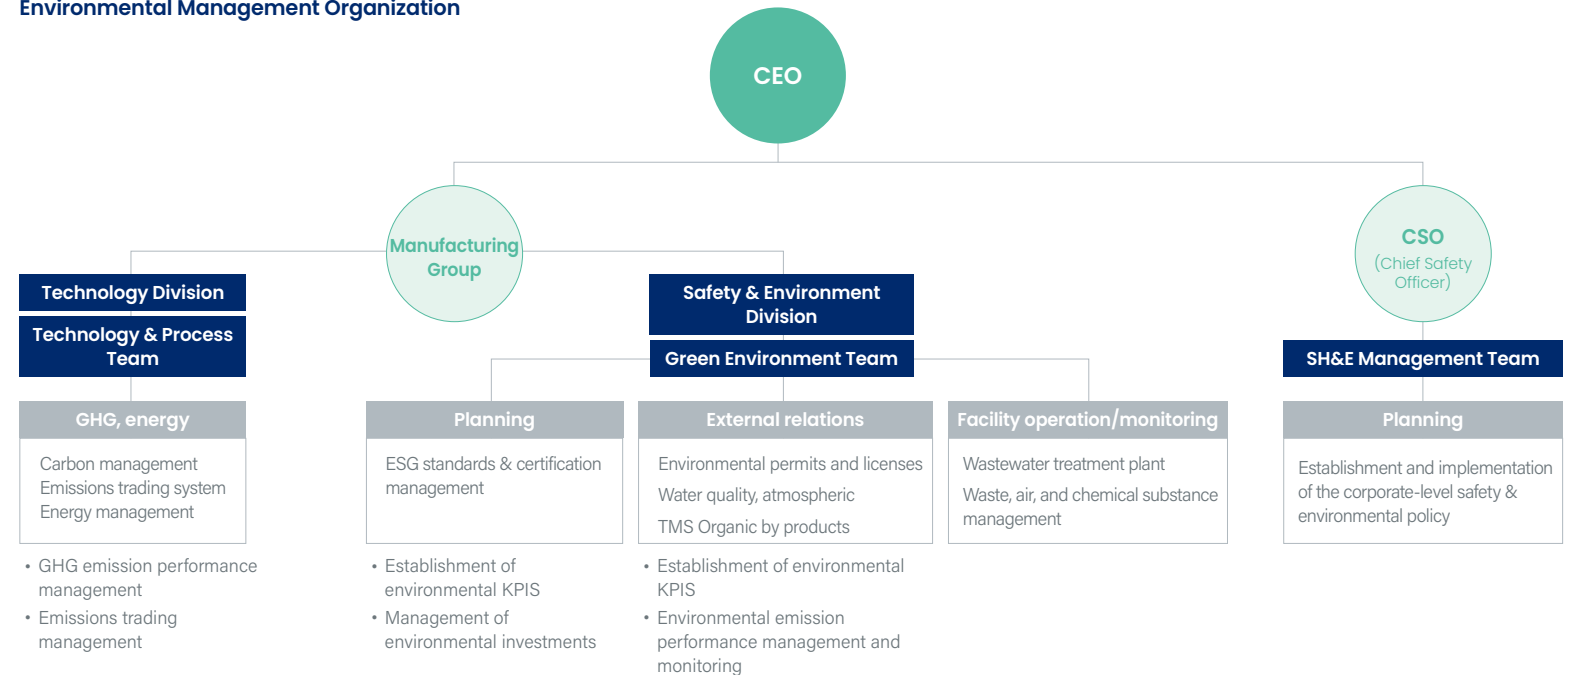 Environmental Management Organization
CEO
Manufacturing
Group
CSO
(Chief Safety
Officer)
Technology Division
Technology & Process
Team
Safety & Environment
Division
Green Environment Team
SH&E Management Team
GHG, energy
Carbon management
Emissions trading system
Energy management
• GHG emission performance
management
• Emissions trading
management
Planning
ESG standards & certification
management
• Establishment of
environmental KPIS
• Management of
environmental investments
External relations
Environmental permits and licenses
Water quality, atmospheric
TMS Organic by products
• Establishment of environmental
KPIS
• Environmental emission
performance management and
monitoring
Facility operation/monitoring
Wastewater treatment plant
Waste, air, and chemical substance
management
Planning
Establishment and implementation
of the corporate-level safety &
environmental policy